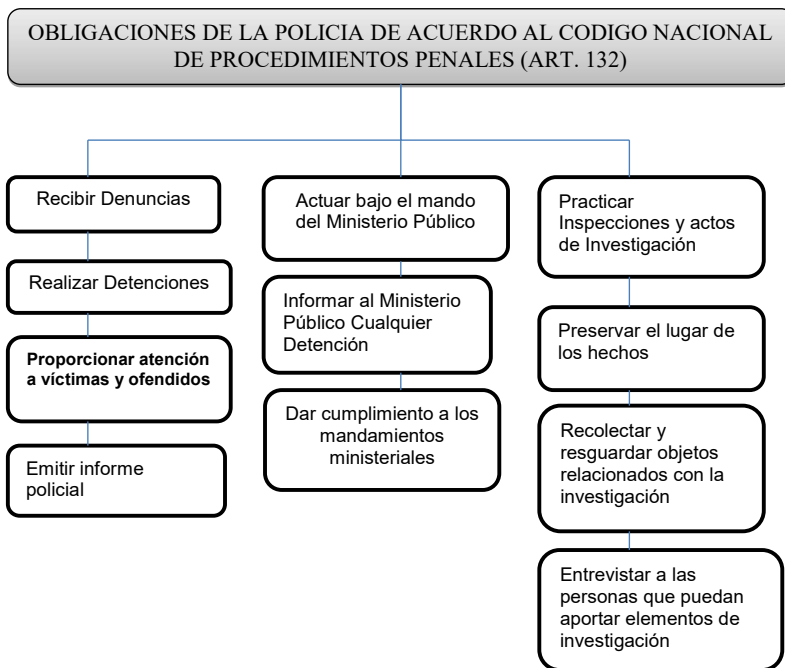 OBLIGACIONES DE LA POLICIA DE ACUERDO AL CODIGO NACIONAL
DE PROCEDIMIENTOS PENALES (ART. 132)
Recibir Denuncias
Realizar Detenciones
Proporcionar atención
a víctimas y ofendidos
Emitir informe
policial
Actuar bajo el mando
del Ministerio Público
Informar al Ministerio
Público Cualquier
Detención
Dar cumplimiento a los
mandamientos
ministeriales
Practicar
Inspecciones y actos
de Investigación
Preservar el lugar de
los hechos
Recolectar y
resguardar objetos
relacionados con la
investigación
Entrevistar a las
personas que puedan
aportar elementos de
investigación